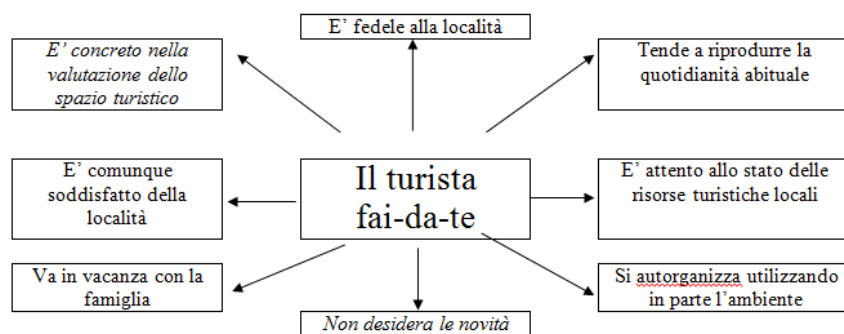 E’ fedele alla località
E’ concreto nella
valutazione dello
spazio turistico
Tende a riprodurre la
quotidianità abituale
E’ comunque
soddisfatto della
località
Il turista
fai-da-te
E’ attento allo stato delle
risorse turistiche locali
Va in vacanza con la
famiglia
Si autorganizza utilizzando
in parte l’ambiente
Non desidera le novità